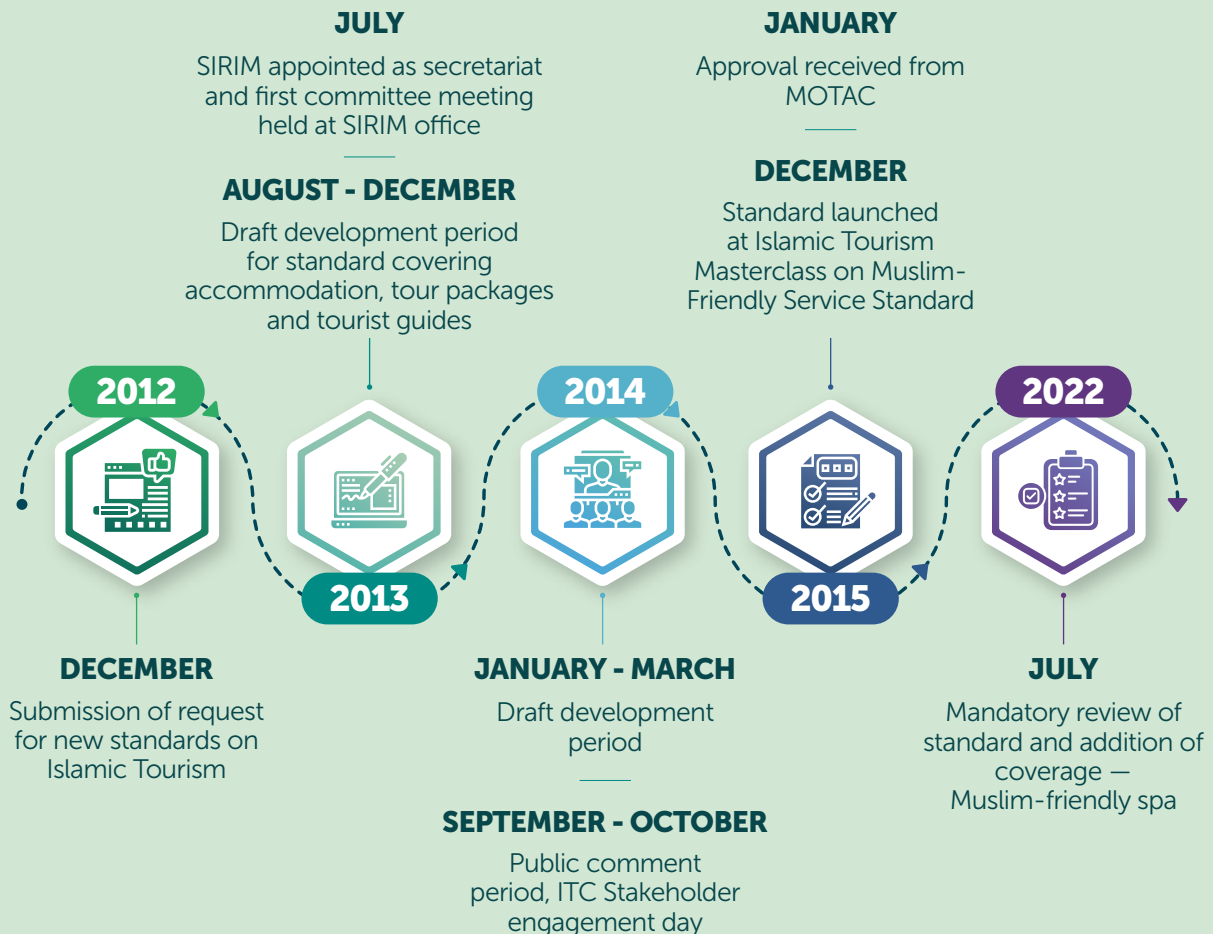 2012
DECEMBER
Submission of request
for new standards on
Islamic Tourism
JULY
SIRIM appointed as secretariat
and first committee meeting
held at SIRIM office
AUGUST - DECEMBER
Draft development period
for standard covering
accommodation, tour packages
and tourist guides
2013
2014
JANUARY - MARCH
Draft development
period
SEPTEMBER - OCTOBER
Public comment
period, ITC Stakeholder
engagement day
JANUARY
Approval received from
MOTAC
DECEMBER
Standard launched
at Islamic Tourism
Masterclass on Muslim-
Friendly Service Standard
2015
2022
JULY
Mandatory review of
standard and addition of
coverage —
Muslim-friendly spa